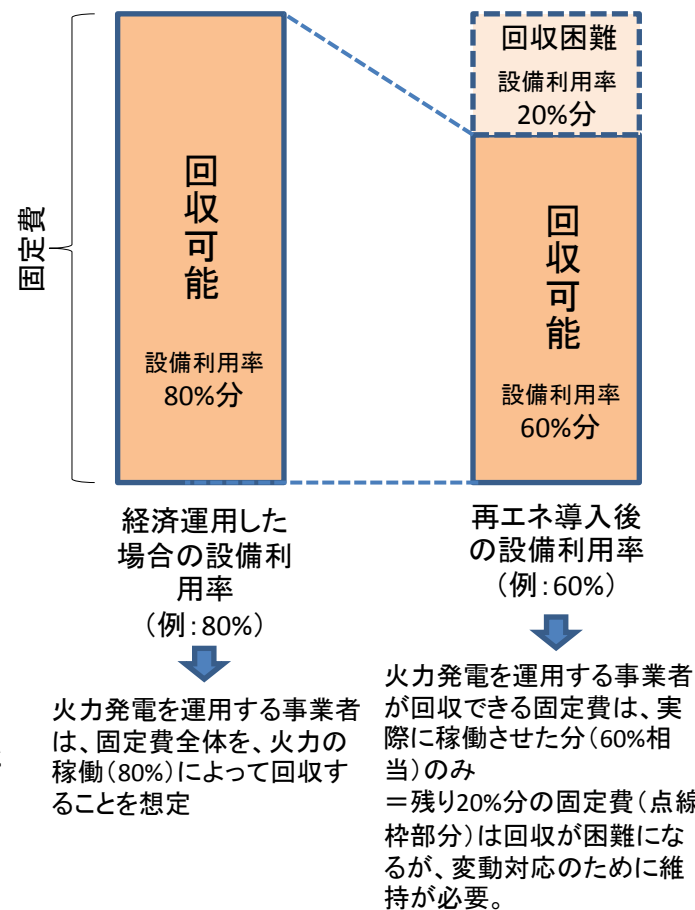 固定費
回収可能
設備利用率
80%分
回収困難
設備利用率
20%分
回収可能
設備利用率
60%分
経済運用した
場合の設備利
用率
（例：80%）
再エネ導入後
の設備利用率
（例：60%）
火力発電を運用する事業者
は、固定費全体を、火力の
稼働（80%）によって回収す
ることを想定
火力発電を運用する事業者
が回収できる固定費は、実
際に稼働させた分（60%相
当）のみ
＝残り20%分の固定費（点線
枠部分）は回収が困難にな
るが、変動対応のために維
持が必要。